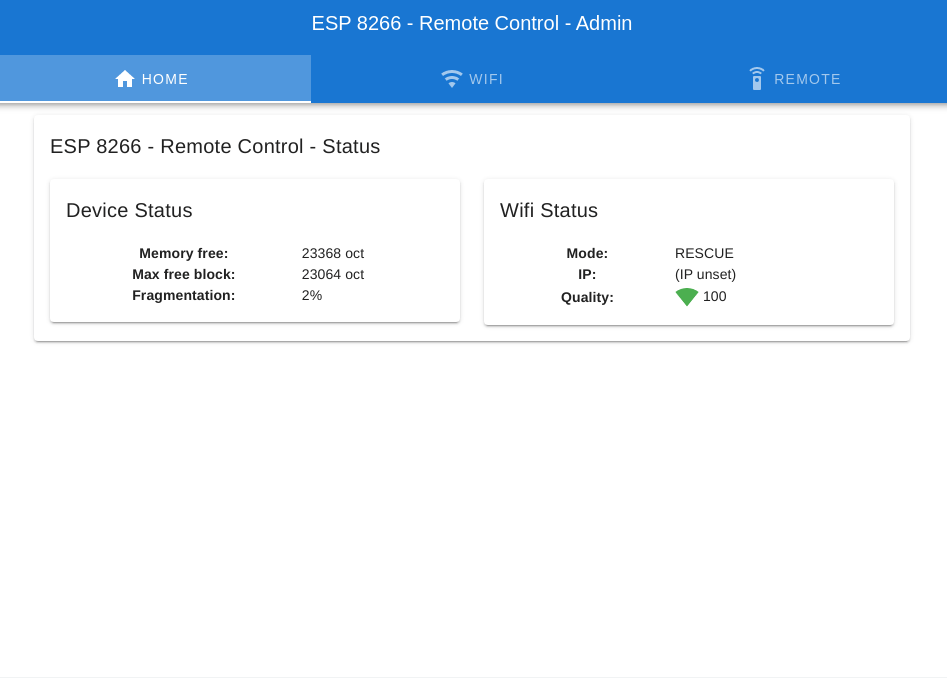 ESP 8266 - Remote Control - Admin
HOME WIFI REMOTE
ESP 8266 - Remote Control - Status
Device Status
Memory free: 23368 oct
Max free block: 23064 oct
Fragmentation: 2%
Wifi Status
Mode: RESCUE
IP: (IP unset)
Quality: 100